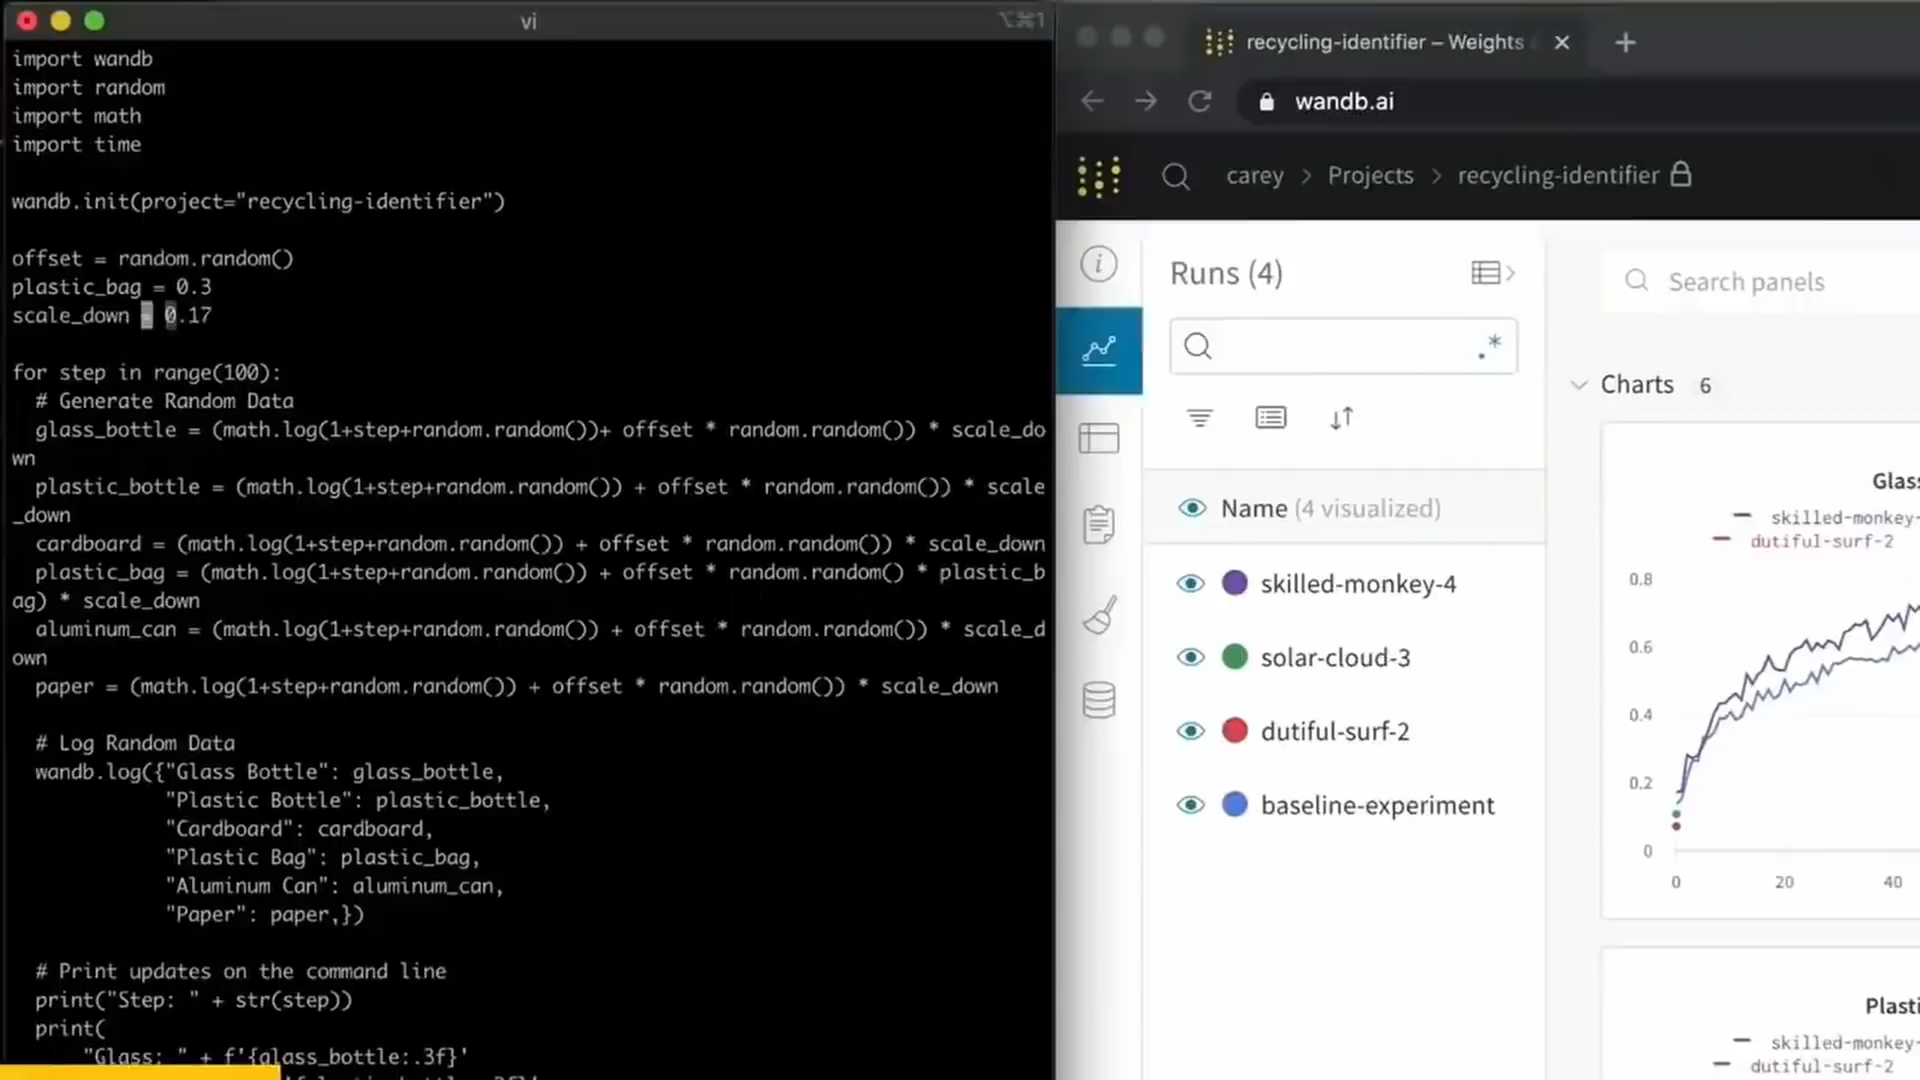 vi
⌥⌘1
import wandb
import random
import math
import time
wandb.init(project="recycling-identifier")
offset = random.random()
plastic_bag = 0.3
scale_down = 0.17
for step in range(100):
# Generate Random Data
glass_bottle = (math.log(1+step+random.random())+ offset * random.random()) * scale_do
wn
plastic_bottle = (math.log(1+step+random.random()) + offset * random.random()) * scale
_down
cardboard = (math.log(1+step+random.random()) + offset * random.random()) * scale_down
plastic_bag = (math.log(1+step+random.random()) + offset * random.random() * plastic_b
ag) * scale_down
aluminum_can = (math.log(1+step+random.random()) + offset * random.random()) * scale_d
own
paper = (math.log(1+step+random.random()) + offset * random.random()) * scale_down
# Log Random Data
wandb.log({"Glass Bottle": glass_bottle,
"Plastic Bottle": plastic_bottle,
"Cardboard": cardboard,
"Plastic Bag": plastic_bag,
"Aluminum Can": aluminum_can,
"Paper": paper,})
# Print updates on the command line
print("Step: " + str(step))
print(
"Glass: " + f'{glass_bottle:.3f}'
recycling-identifier – Weights
wandb.ai
carey > Projects > recycling-identifier
Runs (4)
.*
Name (4 visualized)
skilled-monkey-4
solar-cloud-3
dutiful-surf-2
baseline-experiment
Search panels
Charts 6
Glas
skilled-monkey-
dutiful-surf-2
0.8
0.6
0.4
0.2
0
0 20 40
Plasti
skilled-monkey-
dutiful-surf-2